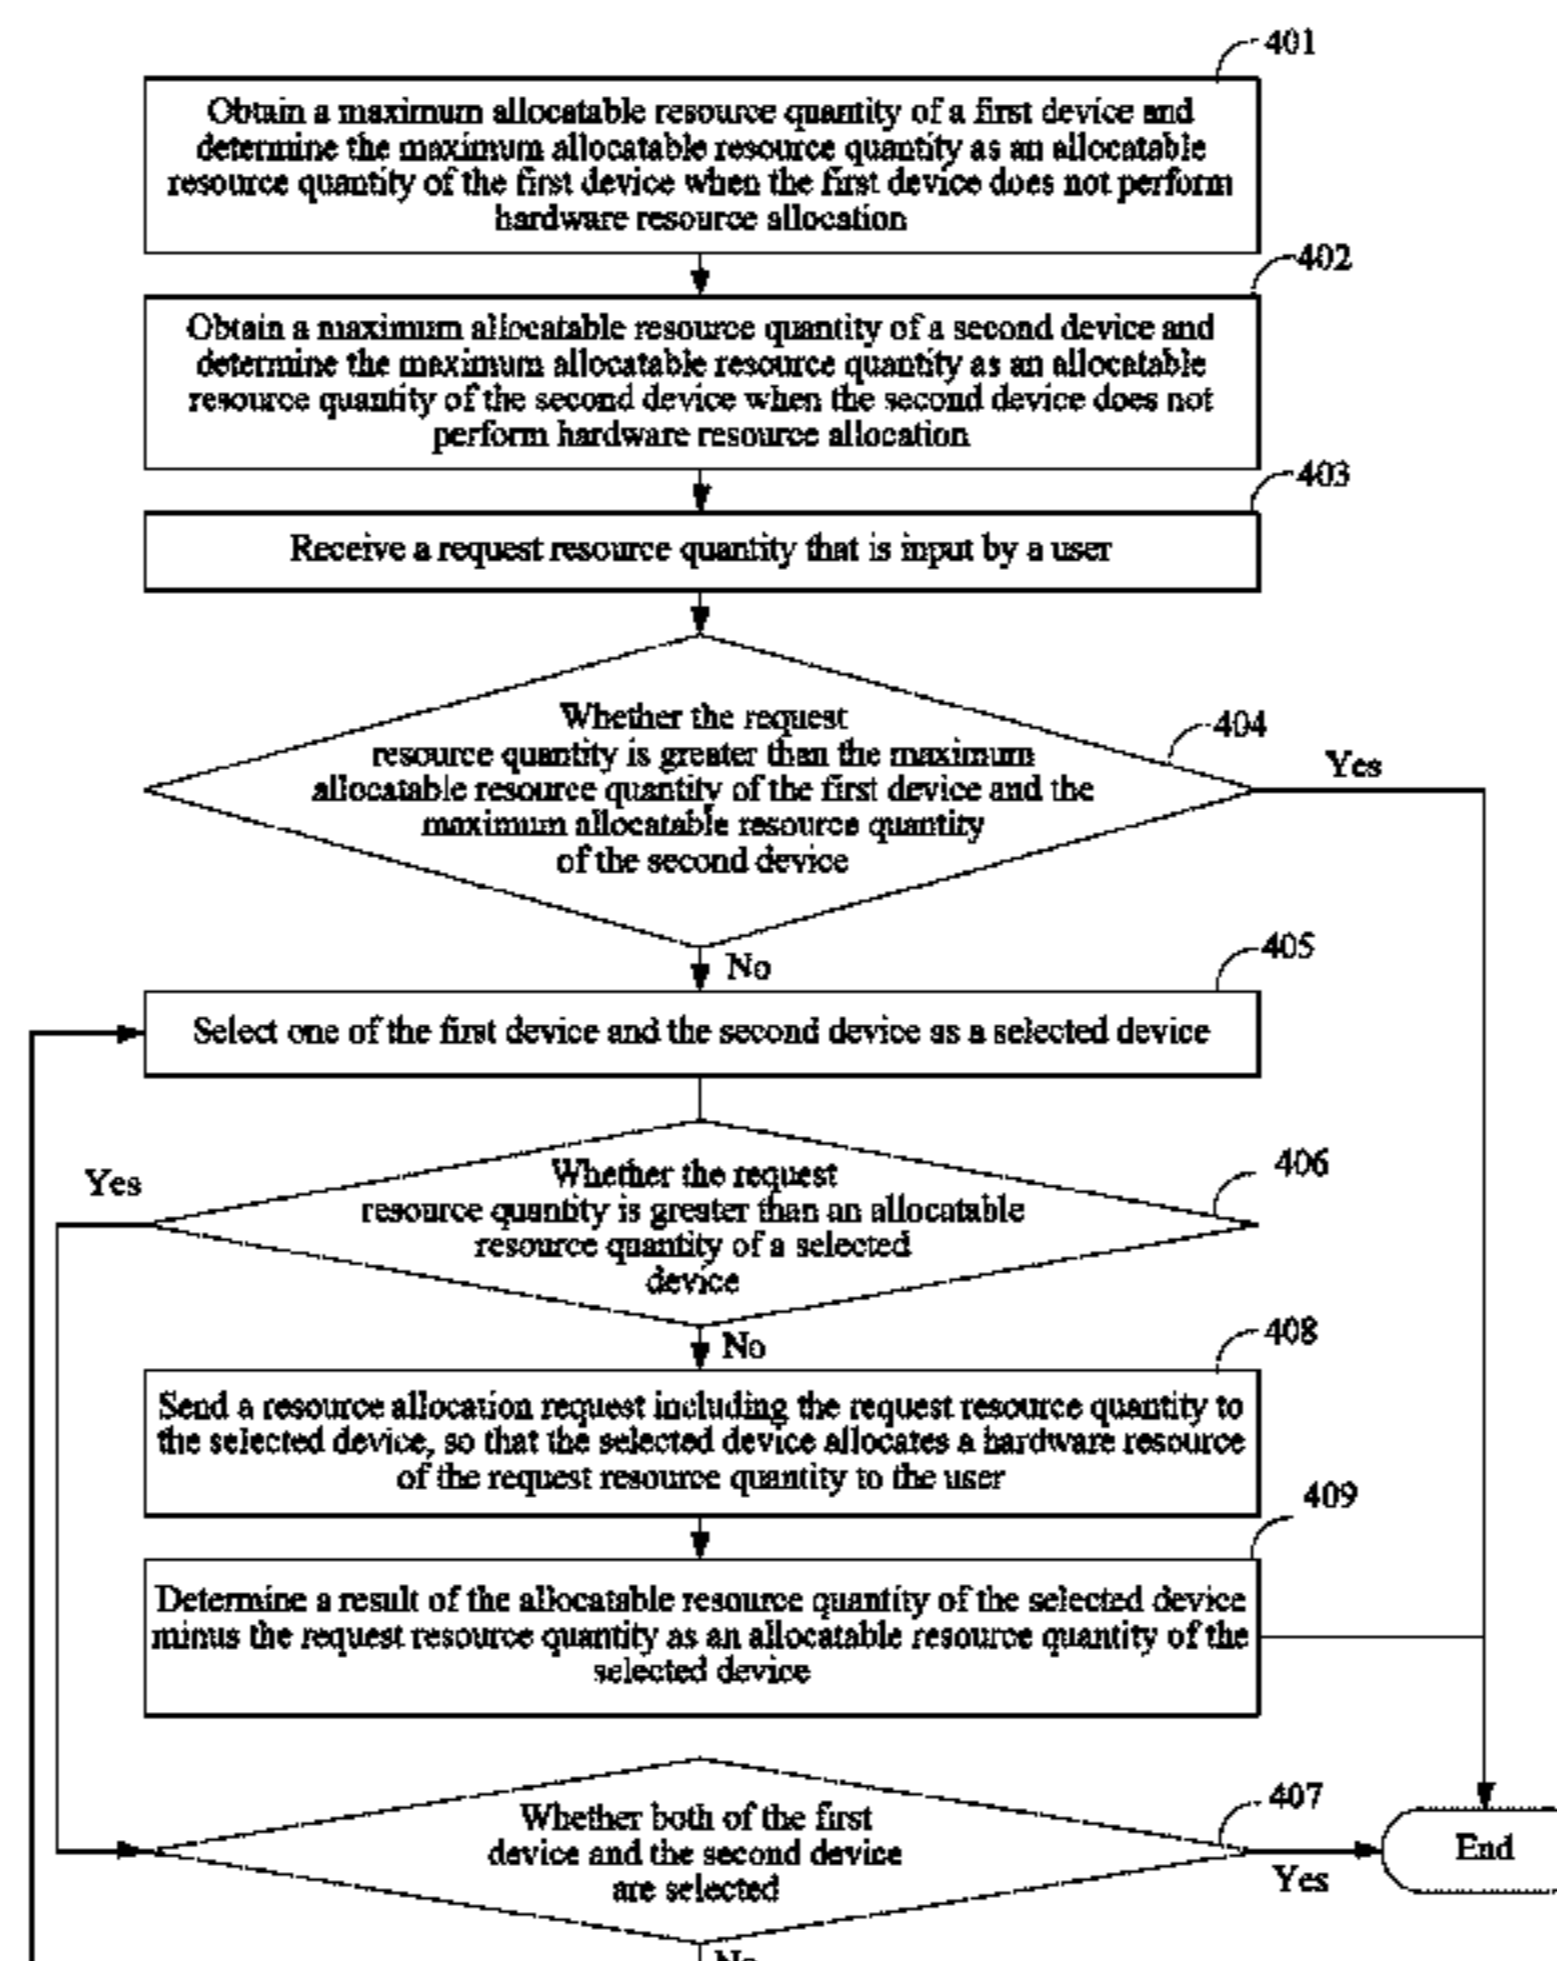 401
Obtain a maximum allocatable resource quantity of a first device and
determine the maximum allocatable resource quantity as an allocatable
resource quantity of the first device when the first device does not perform
hardware resource allocation
402
Obtain a maximum allocatable resource quantity of a second device and
determine the maximum allocatable resource quantity as an allocatable
resource quantity of the second device when the second device does not
perform hardware resource allocation
403
Receive a request resource quantity that is input by a user
404
Whether the request
resource quantity is greater than the maximum
allocatable resource quantity of the first device and the
maximum allocatable resource quantity
of the second device
Yes
No
405
Select one of the first device and the second device as a selected device
406
Yes
Whether the request
resource quantity is greater than an allocatable
resource quantity of a selected
device
No
408
Send a resource allocation request including the request resource quantity to
the selected device, so that the selected device allocates a hardware resource
of the request resource quantity to the user
409
Determine a result of the allocatable resource quantity of the selected device
minus the request resource quantity as an allocatable resource quantity of the
selected device
407
Whether both of the first
device and the second device
are selected
Yes
End
No